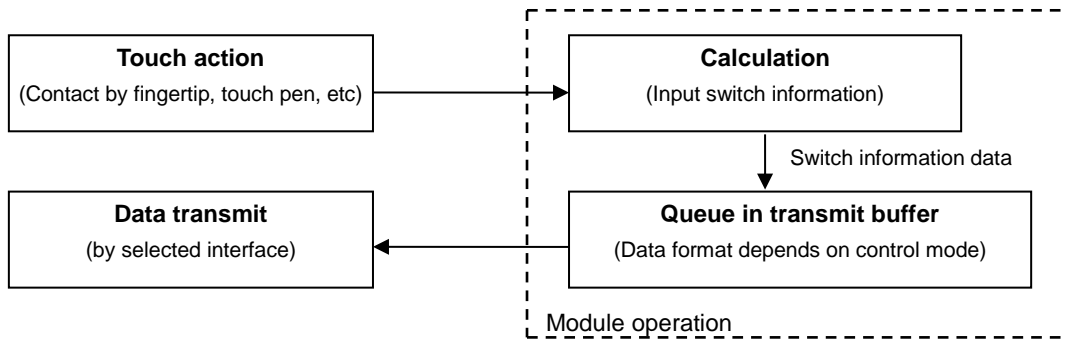 Touch action
(Contact by fingertip, touch pen, etc)
Calculation
(Input switch information)
Switch information data
Data transmit
(by selected interface)
Queue in transmit buffer
(Data format depends on control mode)
Module operation